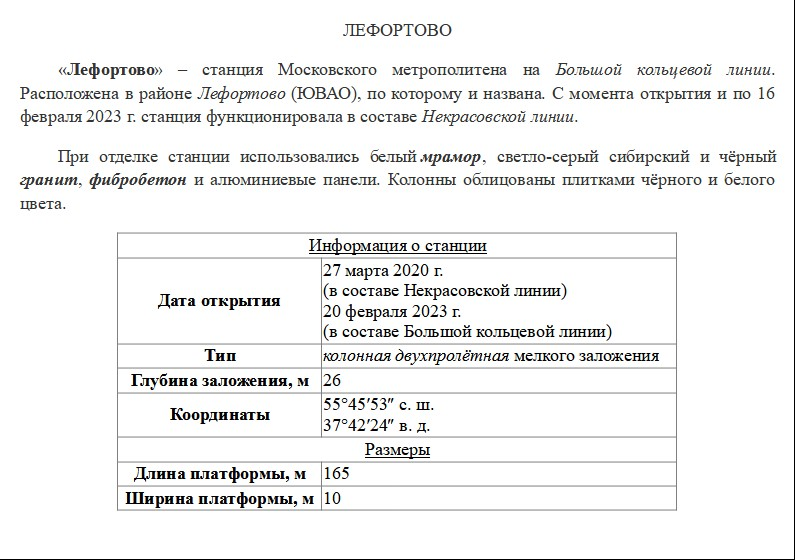 ЛЕФОРТОВО
«Лефортово» – станция Московского метрополитена на Большой кольцевой линии.
Расположена в районе Лефортово (ЮВАО), по которому и названа. С момента открытия и по 16
февраля 2023 г. станция функционировала в составе Некрасовской линии.
При отделке станции использовались белый мрамор, светло-серый сибирский и чёрный
гранит, фибробетон и алюминиевые панели. Колонны облицованы плитками чёрного и белого
цвета.
Информация о станции
Дата открытия
27 марта 2020 г.
(в составе Некрасовской линии)
20 февраля 2023 г.
(в составе Большой кольцевой линии)
Тип колонная двухпролётная мелкого заложения
Глубина заложения, м 26
Координаты
55°45′53″ с. ш.
37°42′24″ в. д.
Размеры
Длина платформы, м 165
Ширина платформы, м 10